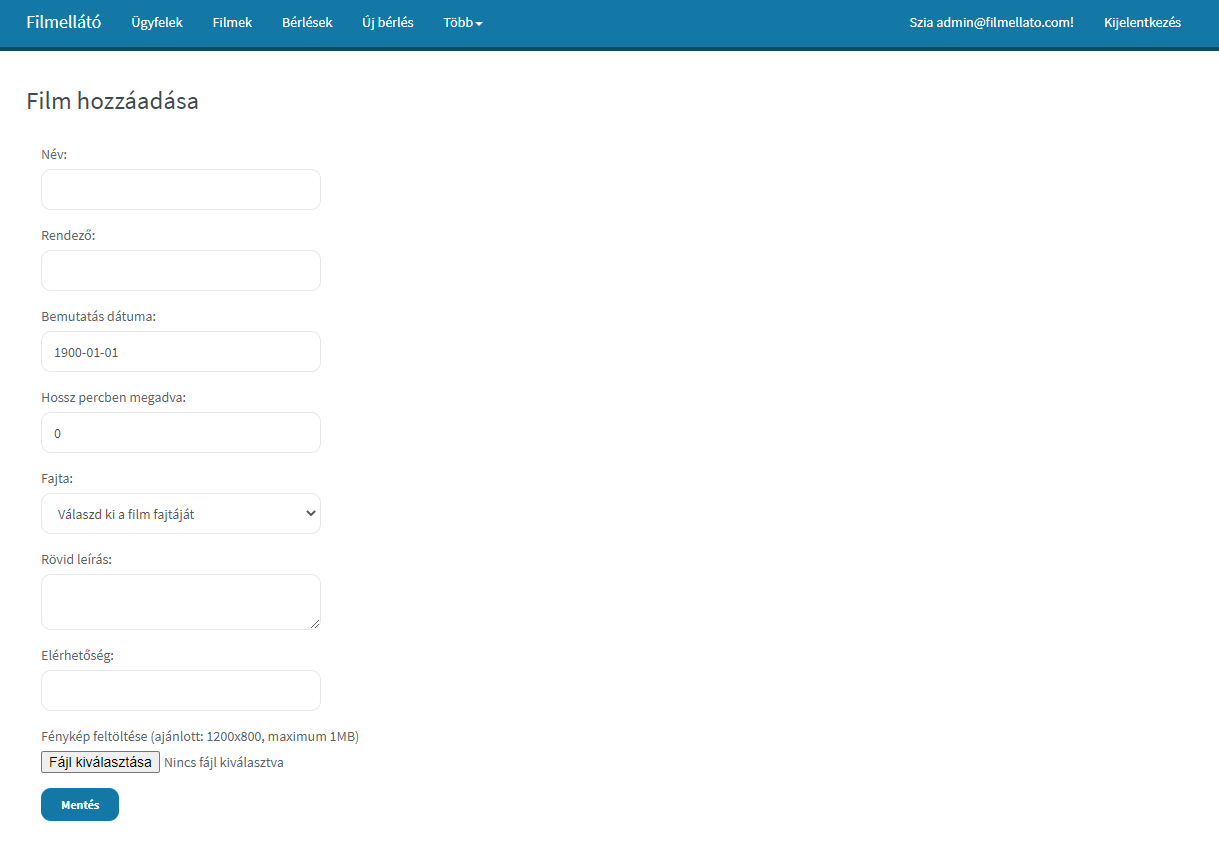 Filmellátó Ügyfelek Filmek Bérlések Új bérlés Több Szia admin@filmellato.com! Kijelentkezés
Film hozzáadása
Név:
Rendező:
Bemutatás dátuma:
1900-01-01
Hossz percben megadva:
0
Fajta:
Válaszd ki a film fajtáját
Rövid leírás:
Elérhetőség:
Fénykép feltöltése (ajánlott: 1200x800, maximum 1MB)
Fájl kiválasztása Nincs fájl kiválasztva
Mentés